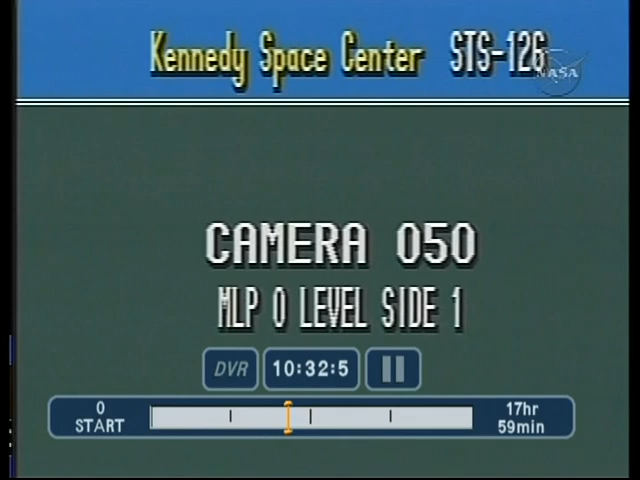 Kennedy Space Center STS-126
NASA
CAMERA 050
MLP 0 LEVEL SIDE 1
DVR 10:32:5
0 17hr
START 59min